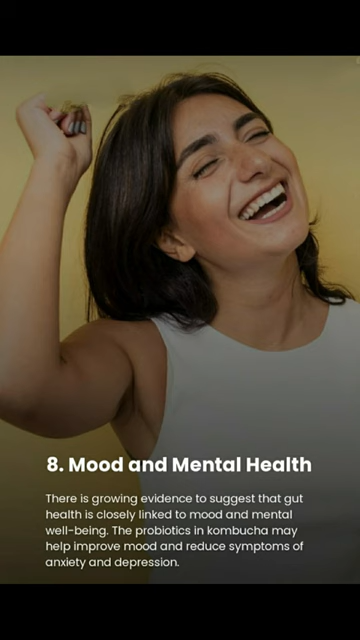 8. Mood and Mental Health
There is growing evidence to suggest that gut
health is closely linked to mood and mental
well-being. The probiotics in kombucha may
help improve mood and reduce symptoms of
anxiety and depression.